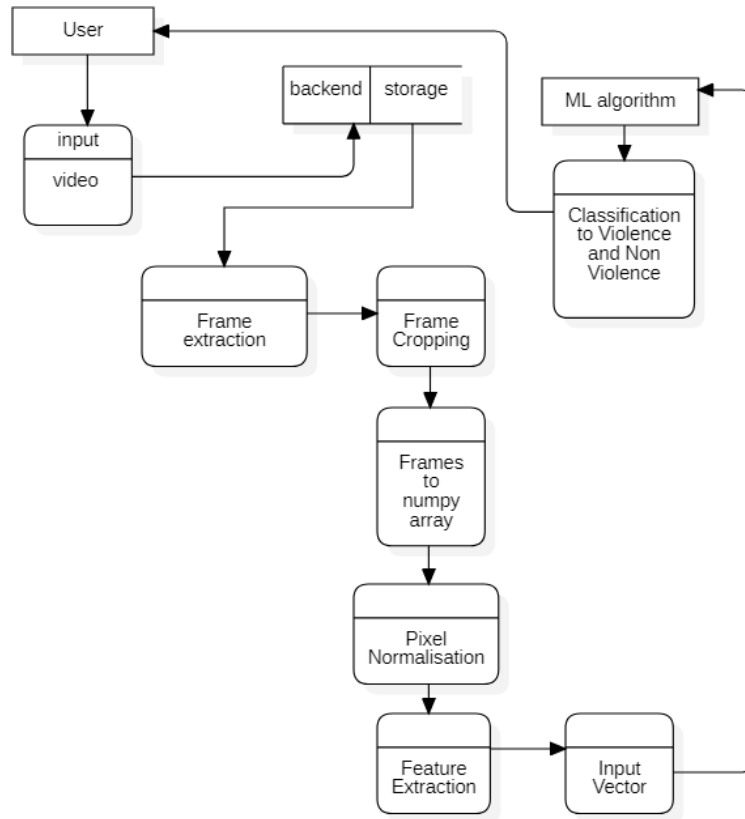 User
input
video
backend
storage
ML algorithm
Classification
to Violence
and Non
Violence
Frame
extraction
Frame
Cropping
Frames
to
numpy
array
Pixel
Normalisation
Feature
Extraction
Input
Vector